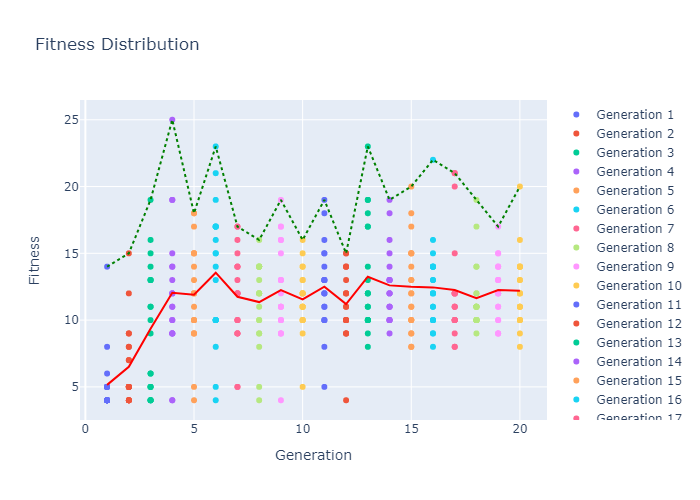 Fitness Distribution
Fitness
25
20
15
10
5
0
5
10
15
20
Generation
Generation 1
Generation 2
Generation 3
Generation 4
Generation 5
Generation 6
Generation 7
Generation 8
Generation 9
Generation 10
Generation 11
Generation 12
Generation 13
Generation 14
Generation 15
Generation 16
Generation 17